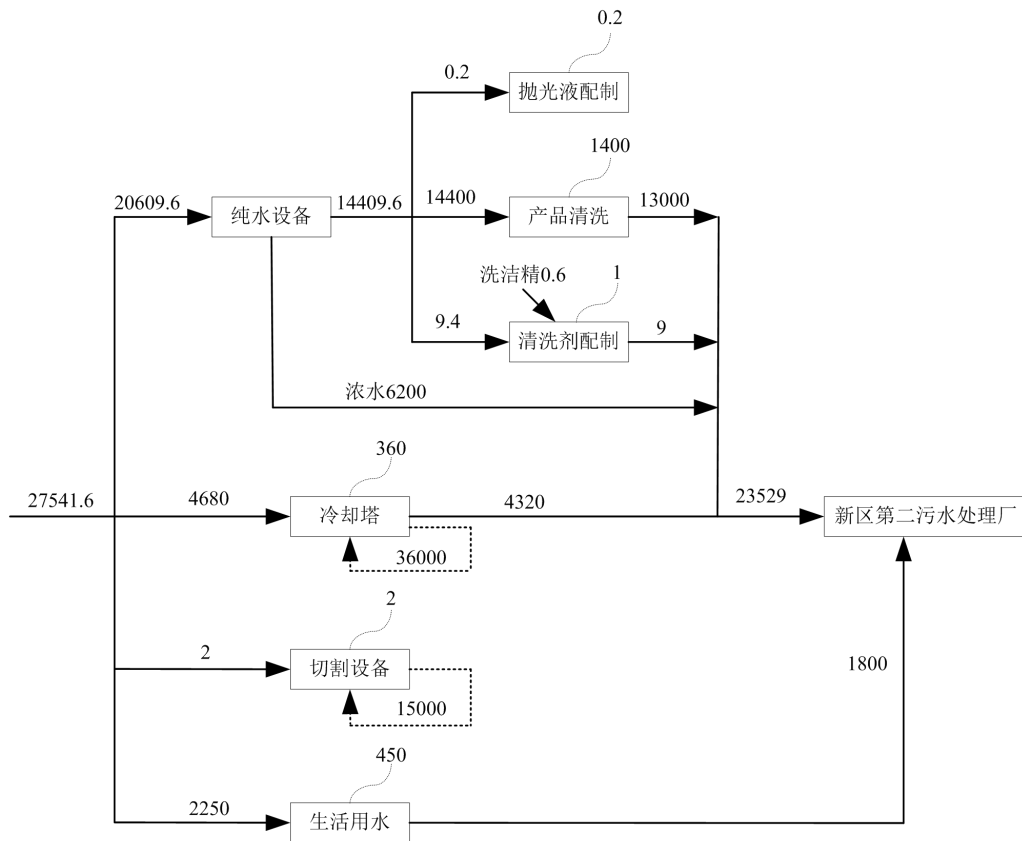 0.2
0.2
抛光液配制
1400
20609.6
纯水设备
14409.6
14400
产品清洗
13000
洗洁精0.6
1
9.4
清洗剂配制
9
浓水6200
360
27541.6
4680
冷却塔
4320
23529
新区第二污水处理厂
36000
2
2
切割设备
1800
15000
450
2250
生活用水